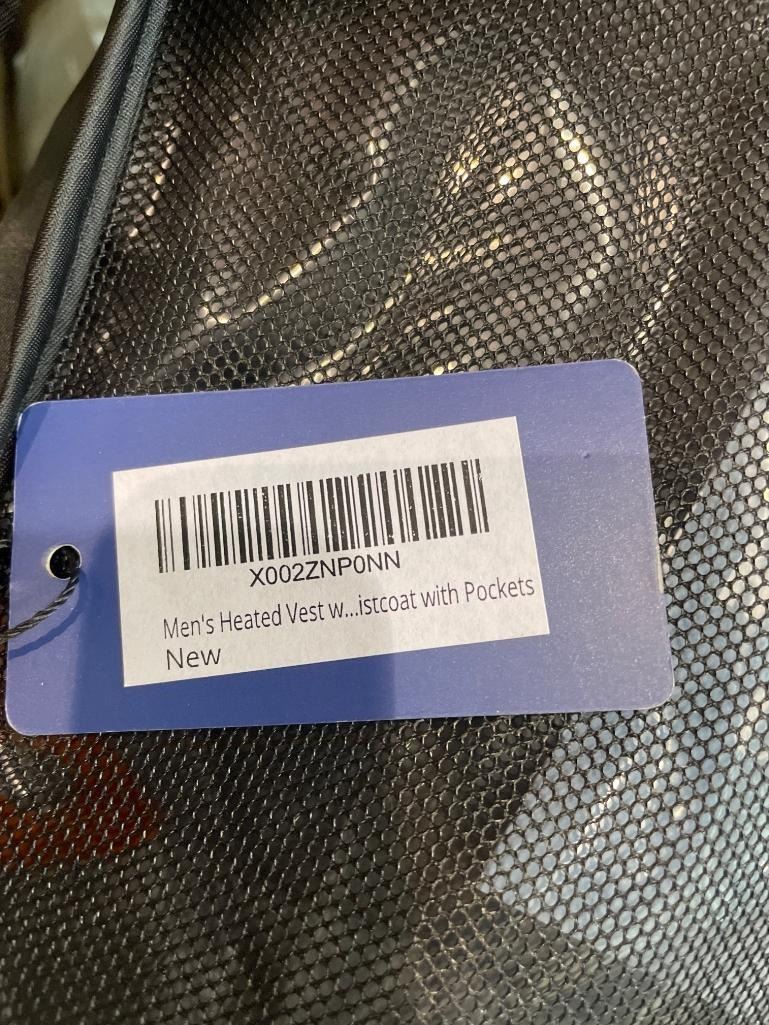 X002ZNP0NN
Men's Heated Vest w...istcoat with Pockets
New